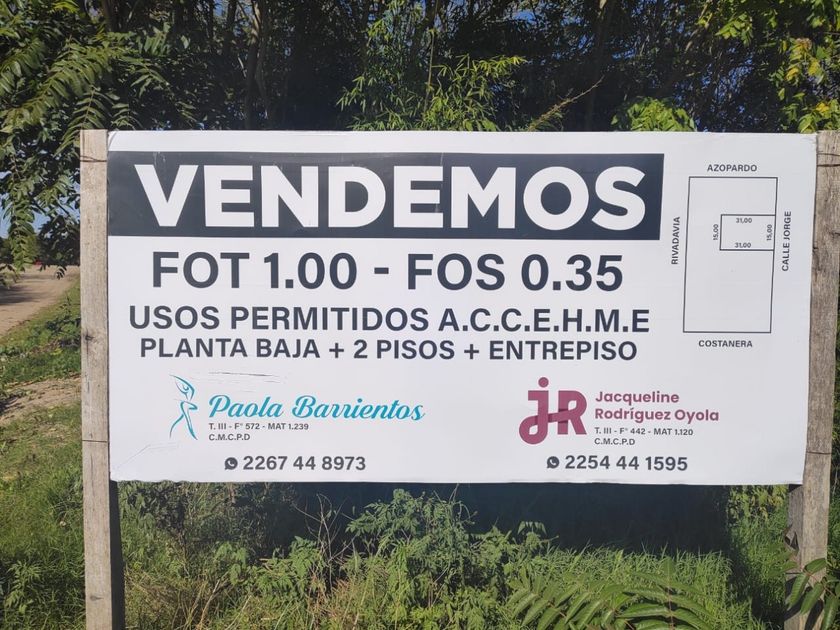 VENDEMOS
FOT 1.00 - FOS 0.35
USOS PERMITIDOS A.C.C.E.H.M.E
PLANTA BAJA + 2 PISOS + ENTREPISO
AZOPARDO
RIVADAVIA
31,00
15,00
15,00
31,00
CALLE JORGE
COSTANERA
Paola Barrientos
T. III - F° 572 - MAT 1.239
C.M.C.P.D
2267 44 8973
jR
Jacqueline
Rodríguez Oyola
T. III - F° 442 - MAT 1.120
C.M.C.P.D
2254 44 1595